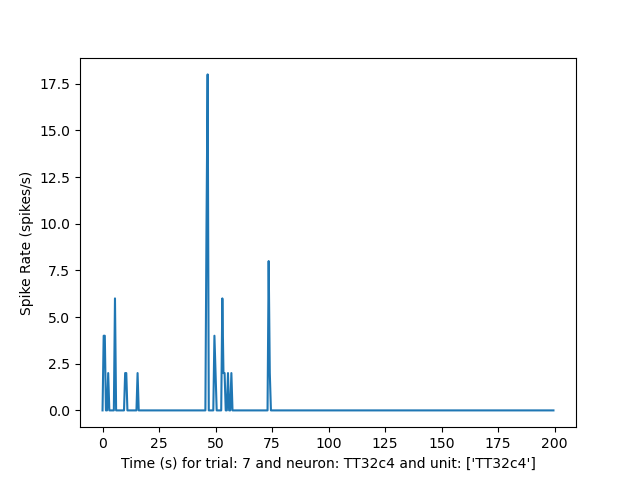 17.5
15.0
12.5
10.0
7.5
5.0
2.5
0.0
Spike Rate (spikes/s)
0 25 50 75 100 125 150 175 200
Time (s) for trial: 7 and neuron: TT32c4 and unit: ['TT32c4']